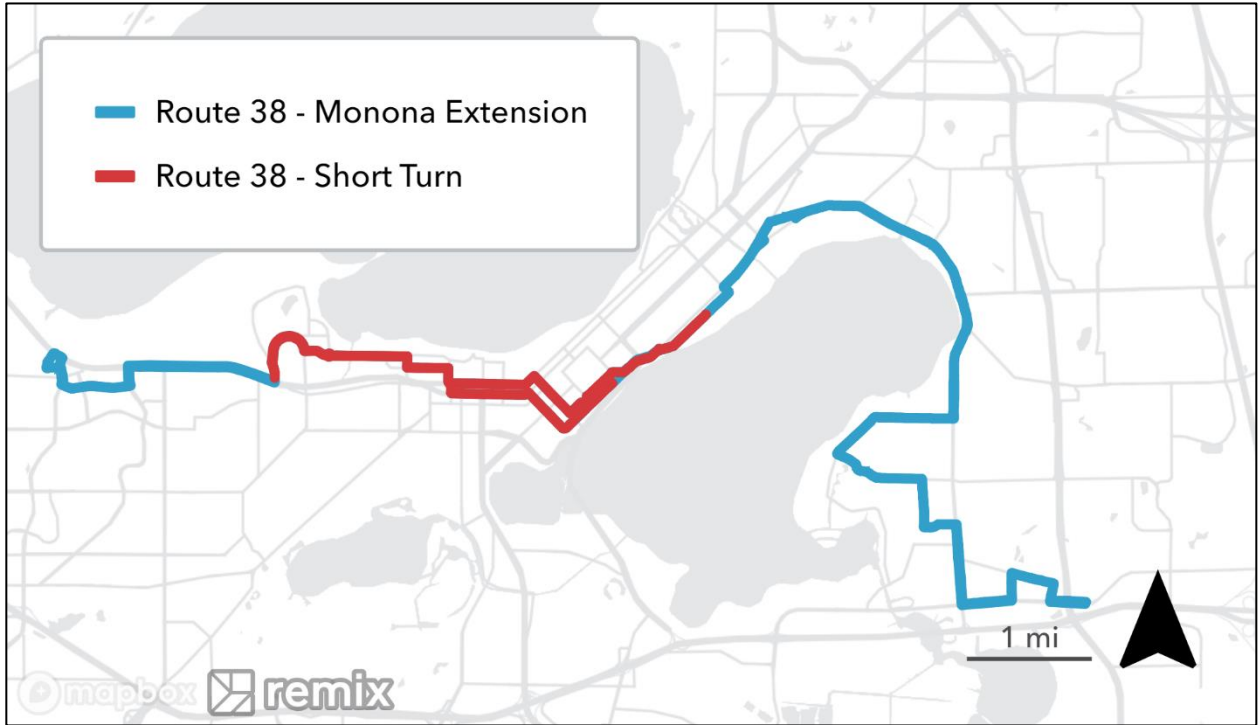 Route 38 - Monona Extension
Route 38 - Short Turn
1 mi
mapbox
remix